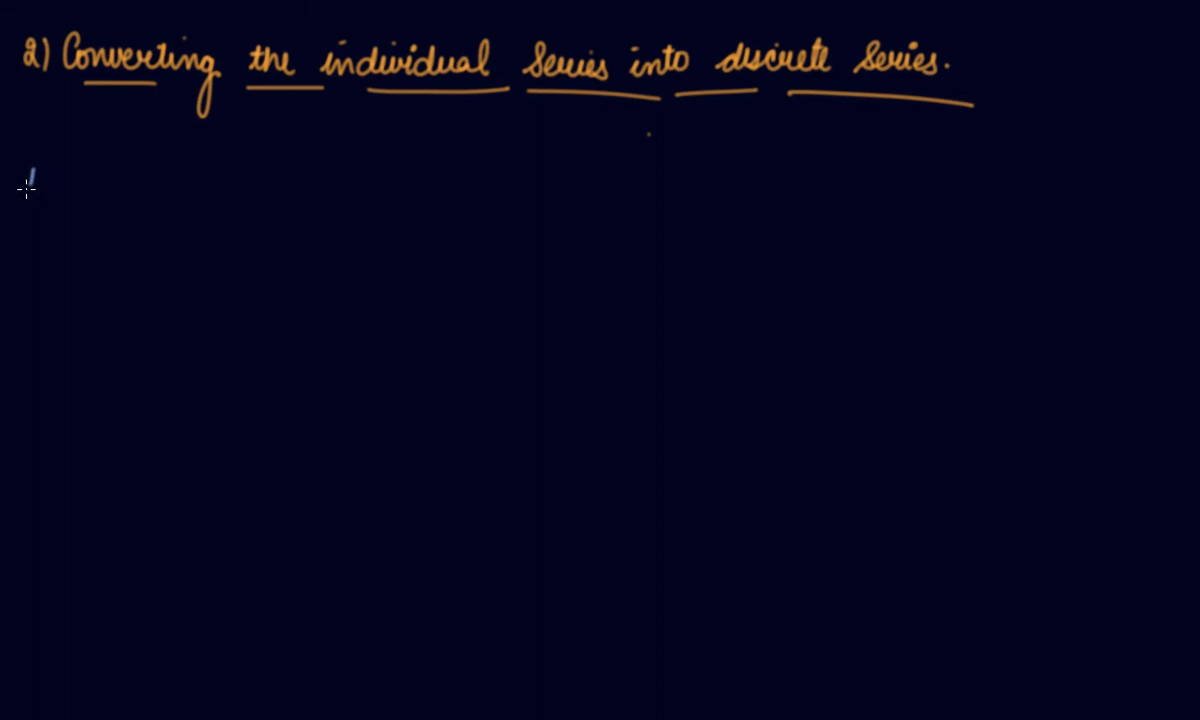 2) Converting the individual Series into discrete Series.